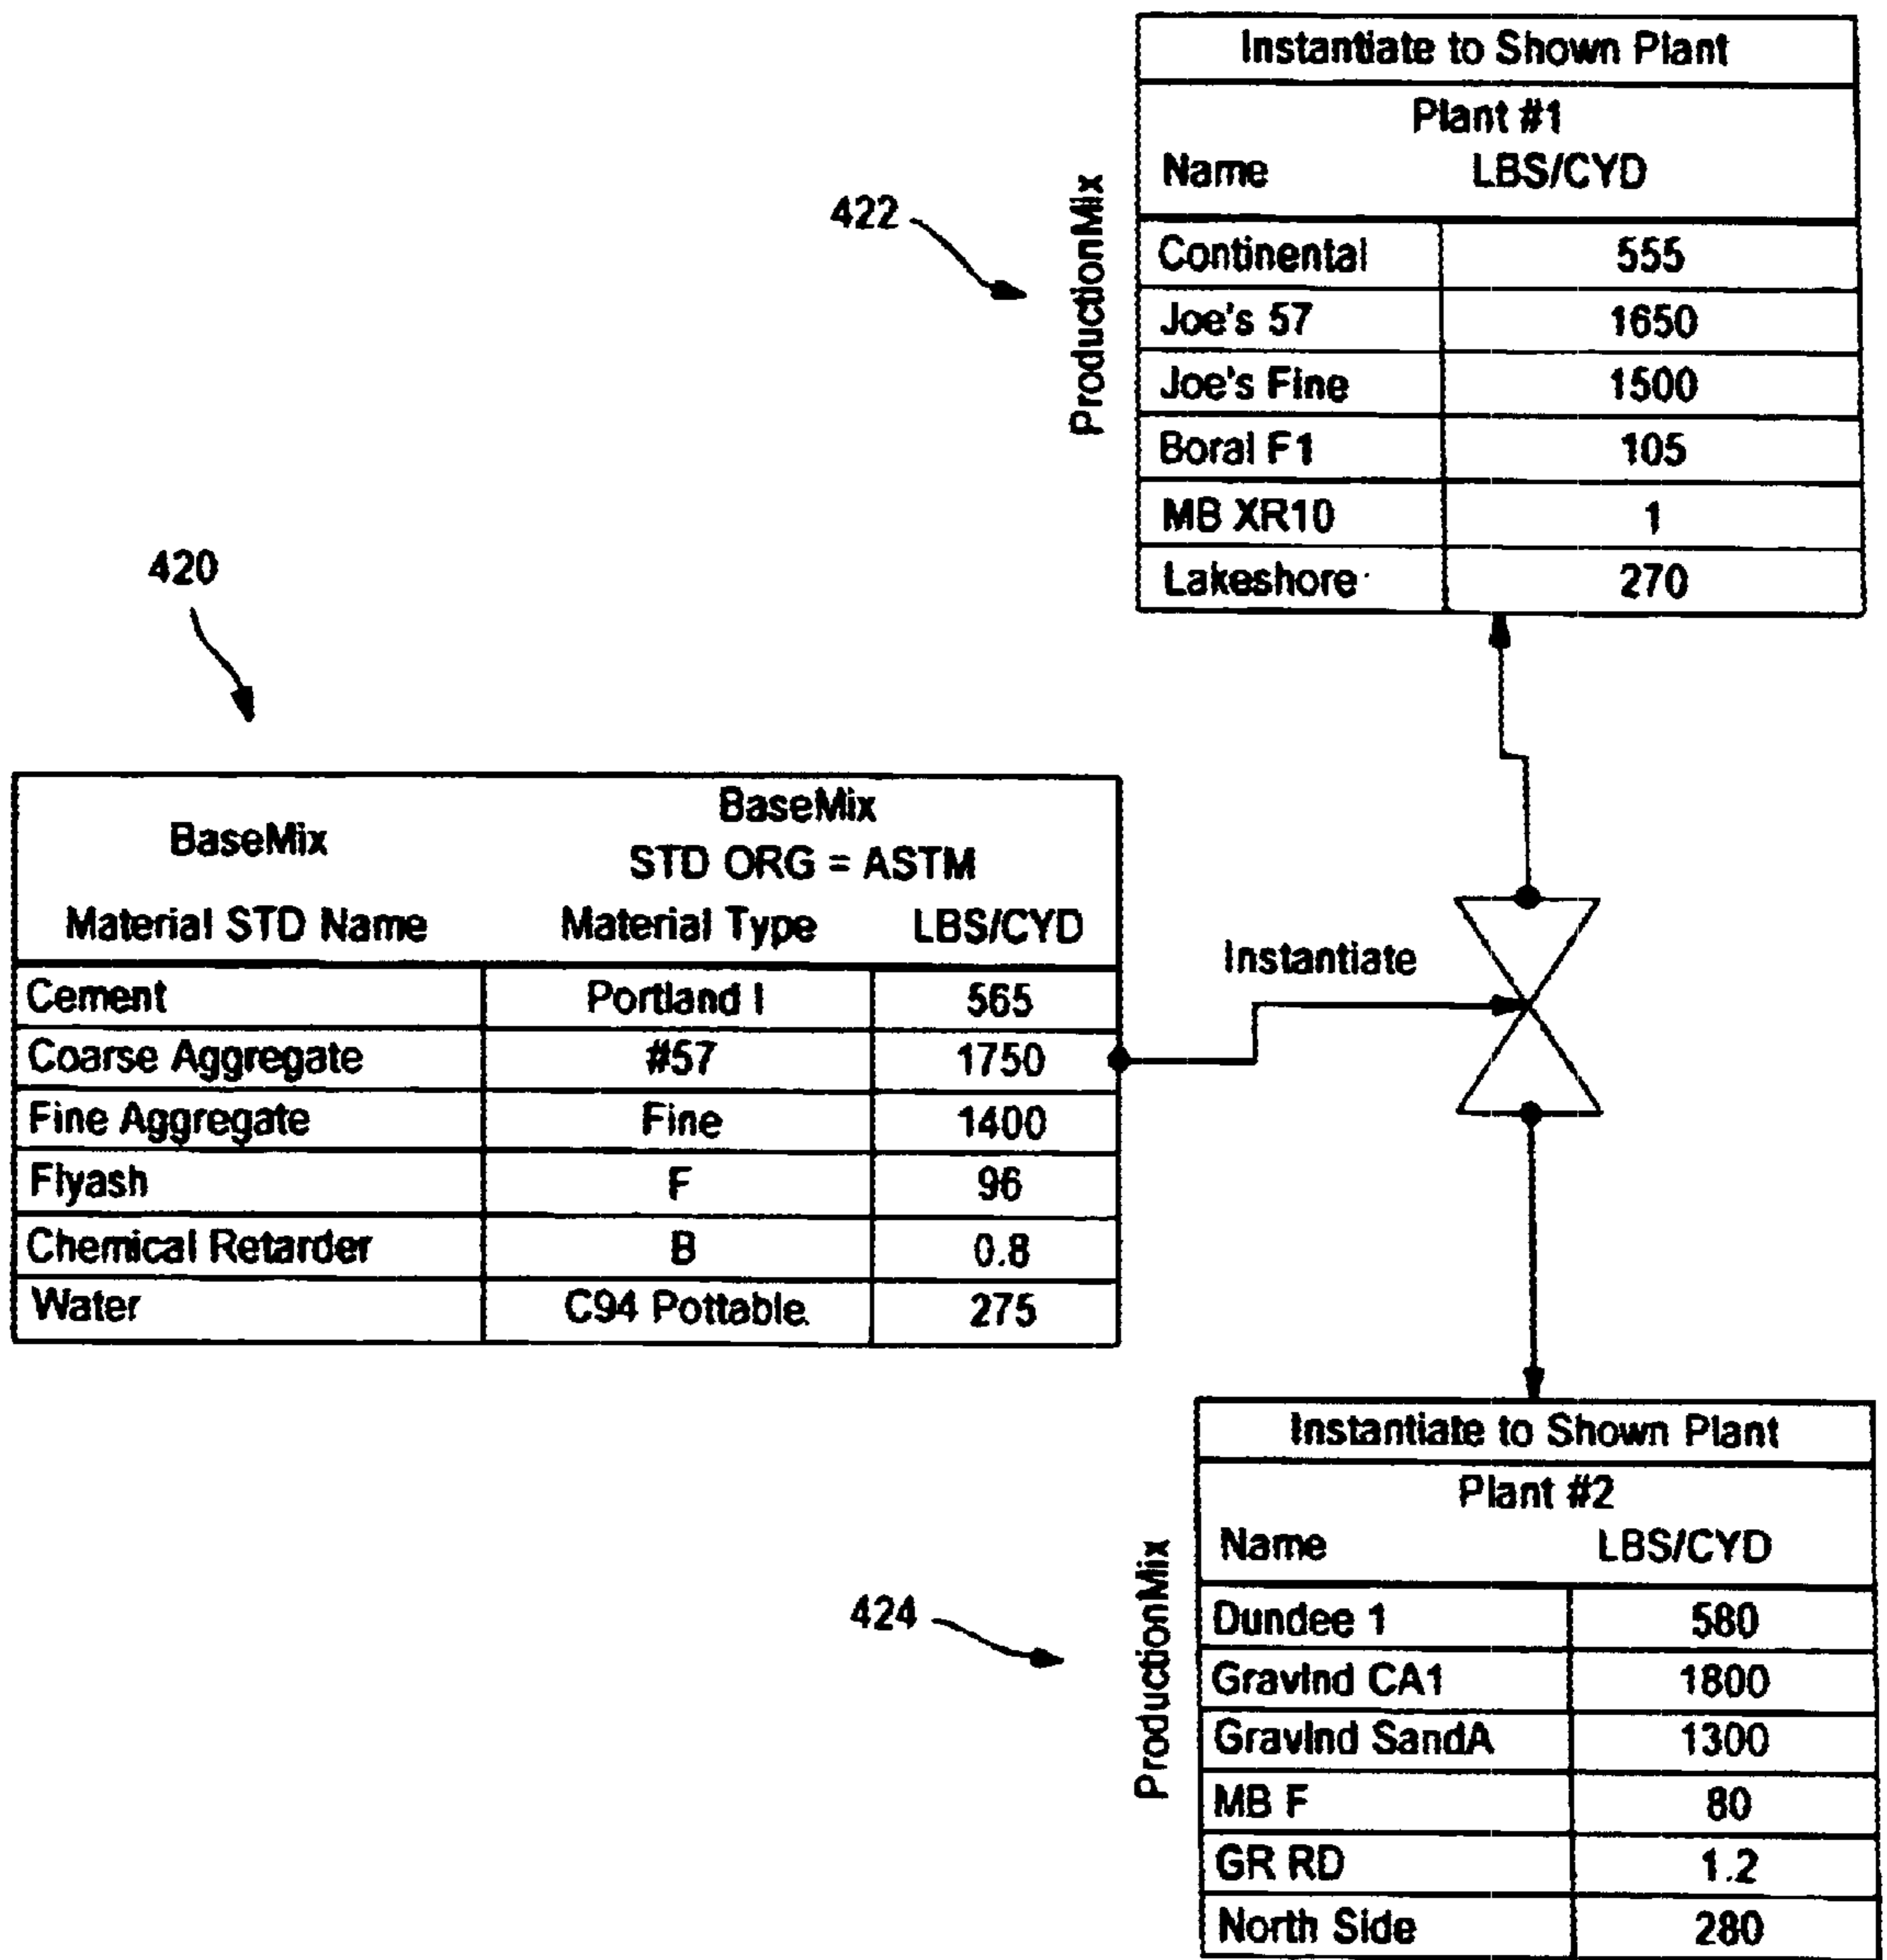 Instantiate to Shown Plant
Plant #1
Name LBS/CYD
Continental 555
Joe's 57 1650
Joe's Fine 1500
Boral F1 105
MB XR10 1
Lakeshore 270
ProductionMix
422
420
BaseMix BaseMix
STD ORG = ASTM
Material STD Name Material Type LBS/CYD
Cement Portland I 565
Coarse Aggregate #57 1750
Fine Aggregate Fine 1400
Flyash F 96
Chemical Retarder B 0.8
Water C94 Pottable 275
Instantiate
Instantiate to Shown Plant
Plant #2
Name LBS/CYD
Dundee 1 580
GravInd CA1 1800
GravInd SandA 1300
MB F 80
GR RD 1.2
North Side 280
ProductionMix
424